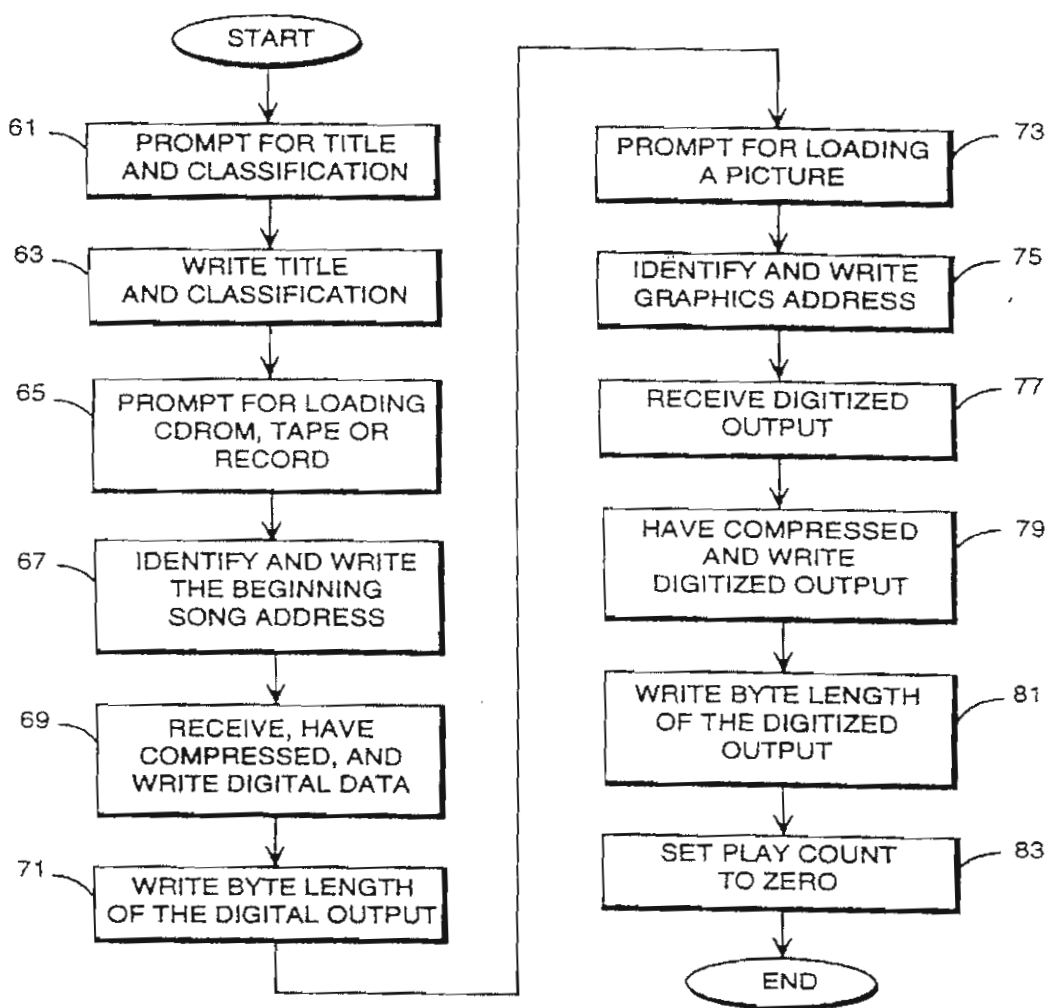 START
61
PROMPT FOR TITLE
AND CLASSIFICATION
63
WRITE TITLE
AND CLASSIFICATION
65
PROMPT FOR LOADING
CDROM, TAPE OR
RECORD
67
IDENTIFY AND WRITE
THE BEGINNING
SONG ADDRESS
69
RECEIVE, HAVE
COMPRESSED, AND
WRITE DIGITAL DATA
71
WRITE BYTE LENGTH
OF THE DIGITAL OUTPUT
73
PROMPT FOR LOADING
A PICTURE
75
IDENTIFY AND WRITE
GRAPHICS ADDRESS
77
RECEIVE DIGITIZED
OUTPUT
79
HAVE COMPRESSED
AND WRITE
DIGITIZED OUTPUT
81
WRITE BYTE LENGTH
OF THE DIGITIZED
OUTPUT
83
SET PLAY COUNT
TO ZERO
END